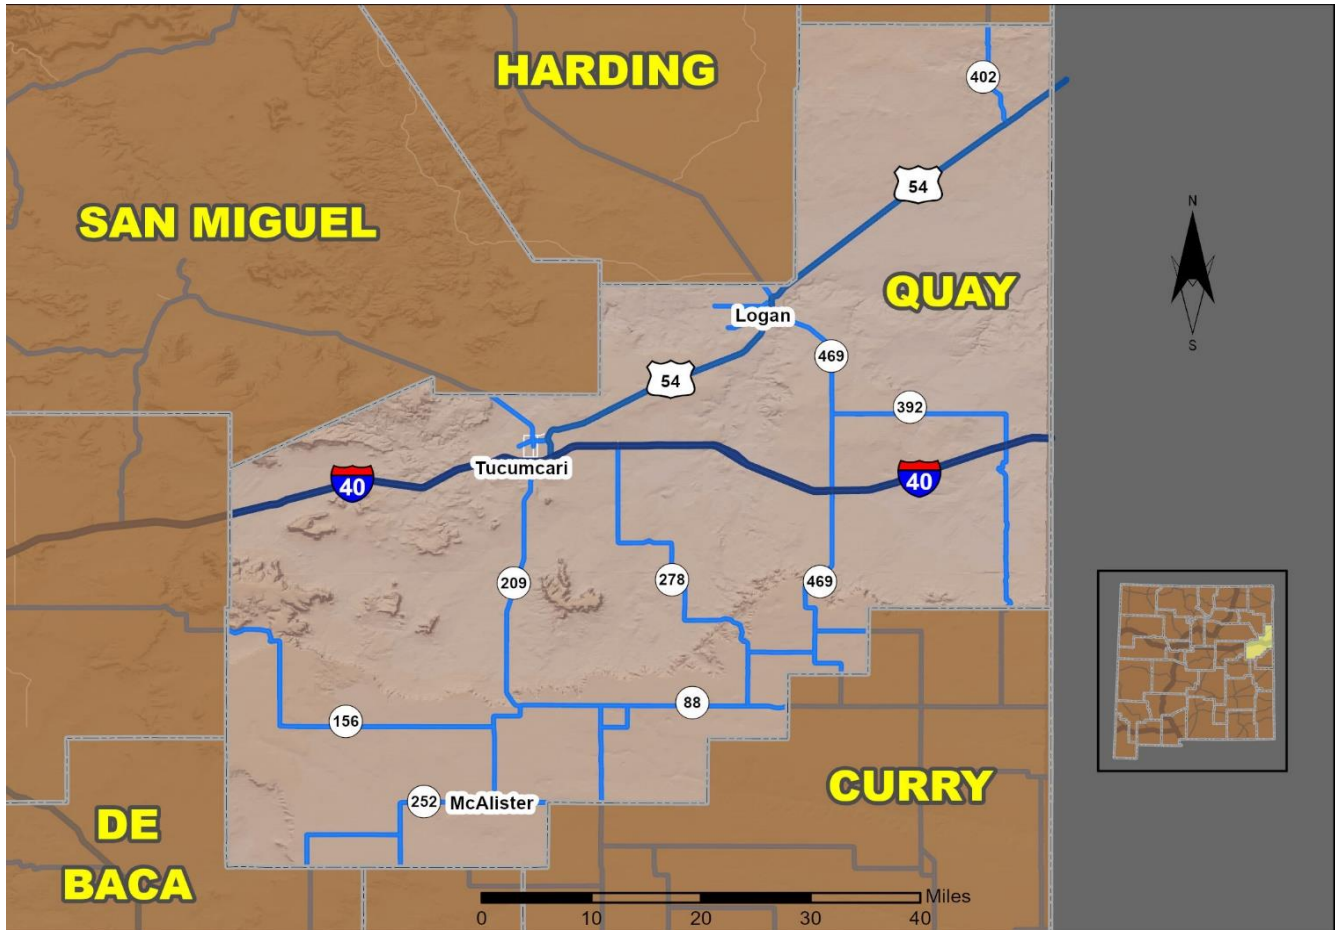 HARDING
402
54
SAN MIGUEL
N
QUAY
Logan
S
469
54
392
Tucumcari
40
40
209
278
469
88
156
CURRY
252
McAlister
DE
BACA
Miles
0 10 20 30 40